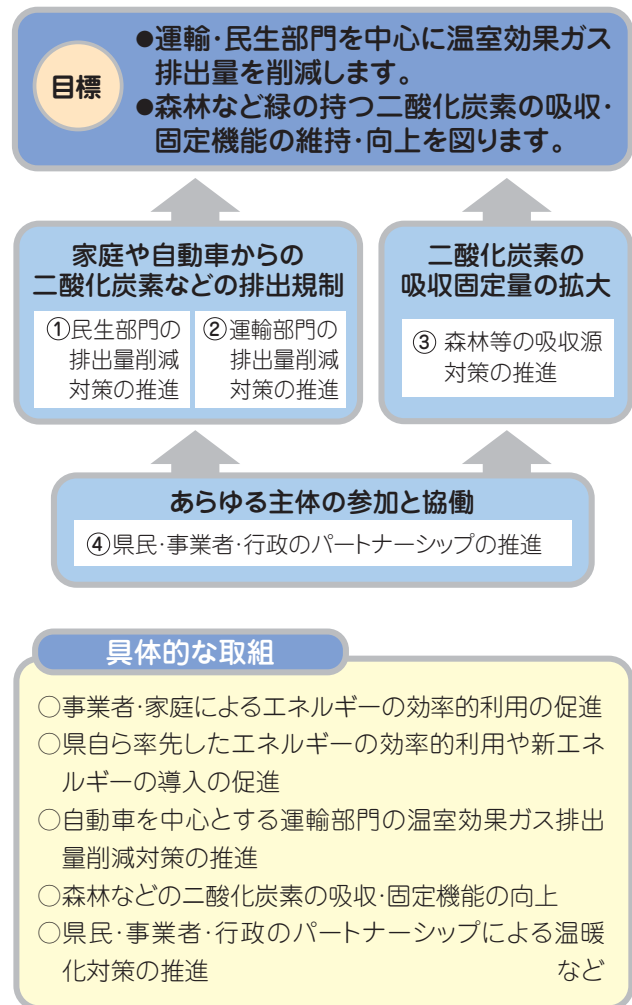 目標
●運輸・民生部門を中心に温室効果ガス
排出量を削減します。
●森林など緑の持つ二酸化炭素の吸収・
固定機能の維持・向上を図ります。
家庭や自動車からの
二酸化炭素などの排出規制
①民生部門の
排出量削減
対策の推進
②運輸部門の
排出量削減
対策の推進
二酸化炭素の
吸収固定量の拡大
③ 森林等の吸収源
対策の推進
あらゆる主体の参加と協働
④県民・事業者・行政のパートナーシップの推進
具体的な取組
○事業者・家庭によるエネルギーの効率的利用の促進
○県自ら率先したエネルギーの効率的利用や新エネ
ルギーの導入の促進
○自動車を中心とする運輸部門の温室効果ガス排出
量削減対策の推進
○森林などの二酸化炭素の吸収・固定機能の向上
○県民・事業者・行政のパートナーシップによる温暖
化対策の推進 など